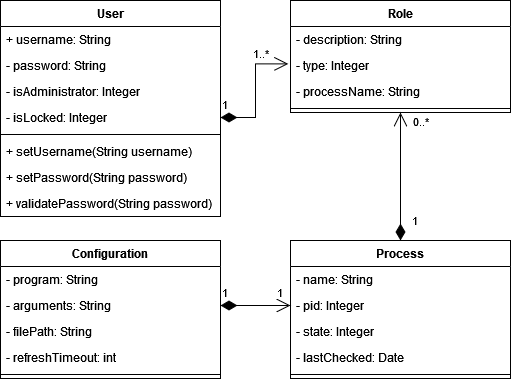 User
+ username: String
- password: String
- isAdministrator: Integer
- isLocked: Integer
+ setUsername(String username)
+ setPassword(String password)
+ validatePassword(String password)
1
1..*
Role
- description: String
- type: Integer
- processName: String
0..*
1
Configuration
- program: String
- arguments: String
- filePath: String
- refreshTimeout: int
1
1
Process
- name: String
- pid: Integer
- state: Integer
- lastChecked: Date